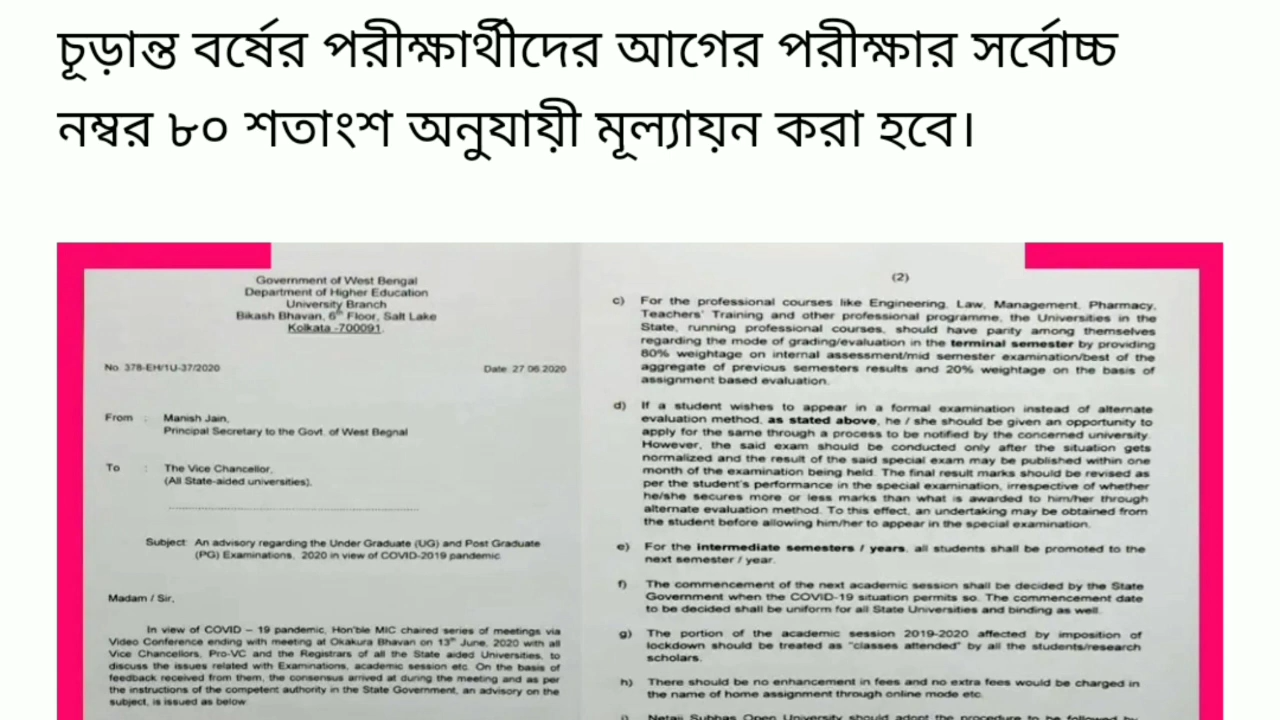 চূড়ান্ত বর্ষের পরীক্ষার্থীদের আগের পরীক্ষার সর্বোচ্চ
নম্বর ৮০ শতাংশ অনুযায়ী মূল্যায়ন করা হবে।
Government of West Bengal
Department of Higher Education
University Branch
Bikash Bhavan, 6th Floor, Salt Lake
Kolkata -700091.
No. 378-EH/1U-37/2020 Date 27.06.2020
From : Manish Jain,
Principal Secretary to the Govt. of West Begnal
To : The Vice Chancellor,
(All State-aided universities),
Subject: An advisory regarding the Under Graduate (UG) and Post Graduate
(PG) Examinations, 2020 in view of COVID-2019 pandemic.
Madam / Sir,
In view of COVID – 19 pandemic, Hon'ble MIC chaired series of meetings via
Video Conference ending with meeting at Okakura Bhavan on 13th June, 2020 with all
Vice Chancellors, Pro-VC and the Registrars of all the State aided Universities, to
discuss the issues related with Examinations, academic session etc. On the basis of
feedback received from them, the consensus arrived at during the meeting and as per
the instructions of the competent authority in the State Government, an advisory on the
subject, is issued as below
(2)
c) For the professional courses like Engineering, Law, Management, Pharmacy,
Teachers' Training and other professional programme, the Universities in the
State, running professional courses, should have parity among themselves
regarding the mode of grading/evaluation in the terminal semester by providing
80% weightage on internal assessment/mid semester examination/best of the
aggregate of previous semesters results and 20% weightage on the basis of
assignment based evaluation.
d) If a student wishes to appear in a formal examination instead of alternate
evaluation method, as stated above, he / she should be given an opportunity to
apply for the same through a process to be notified by the concerned university.
However, the said exam should be conducted only after the situation gets
normalized and the result of the said special exam may be published within one
month of the examination being held. The final result marks should be revised as
per the student's performance in the special examination, irrespective of whether
he/she secures more or less marks than what is awarded to him/her through
alternate evaluation method. To this effect, an undertaking may be obtained from
the student before allowing him/her to appear in the special examination.
e) For the intermediate semesters / years, all students shall be promoted to the
next semester / year.
f) The commencement of the next academic session shall be decided by the State
Government when the COVID-19 situation permits so. The commencement date
to be decided shall be uniform for all State Universities and binding as well.
g) The portion of the academic session 2019-2020 affected by imposition of
lockdown should be treated as "classes attended" by all the students/research
scholars.
h) There should be no enhancement in fees and no extra fees would be charged in
the name of home assignment through online mode etc.
i) Netaji Subhas Open University should adopt the procedure to be followed by